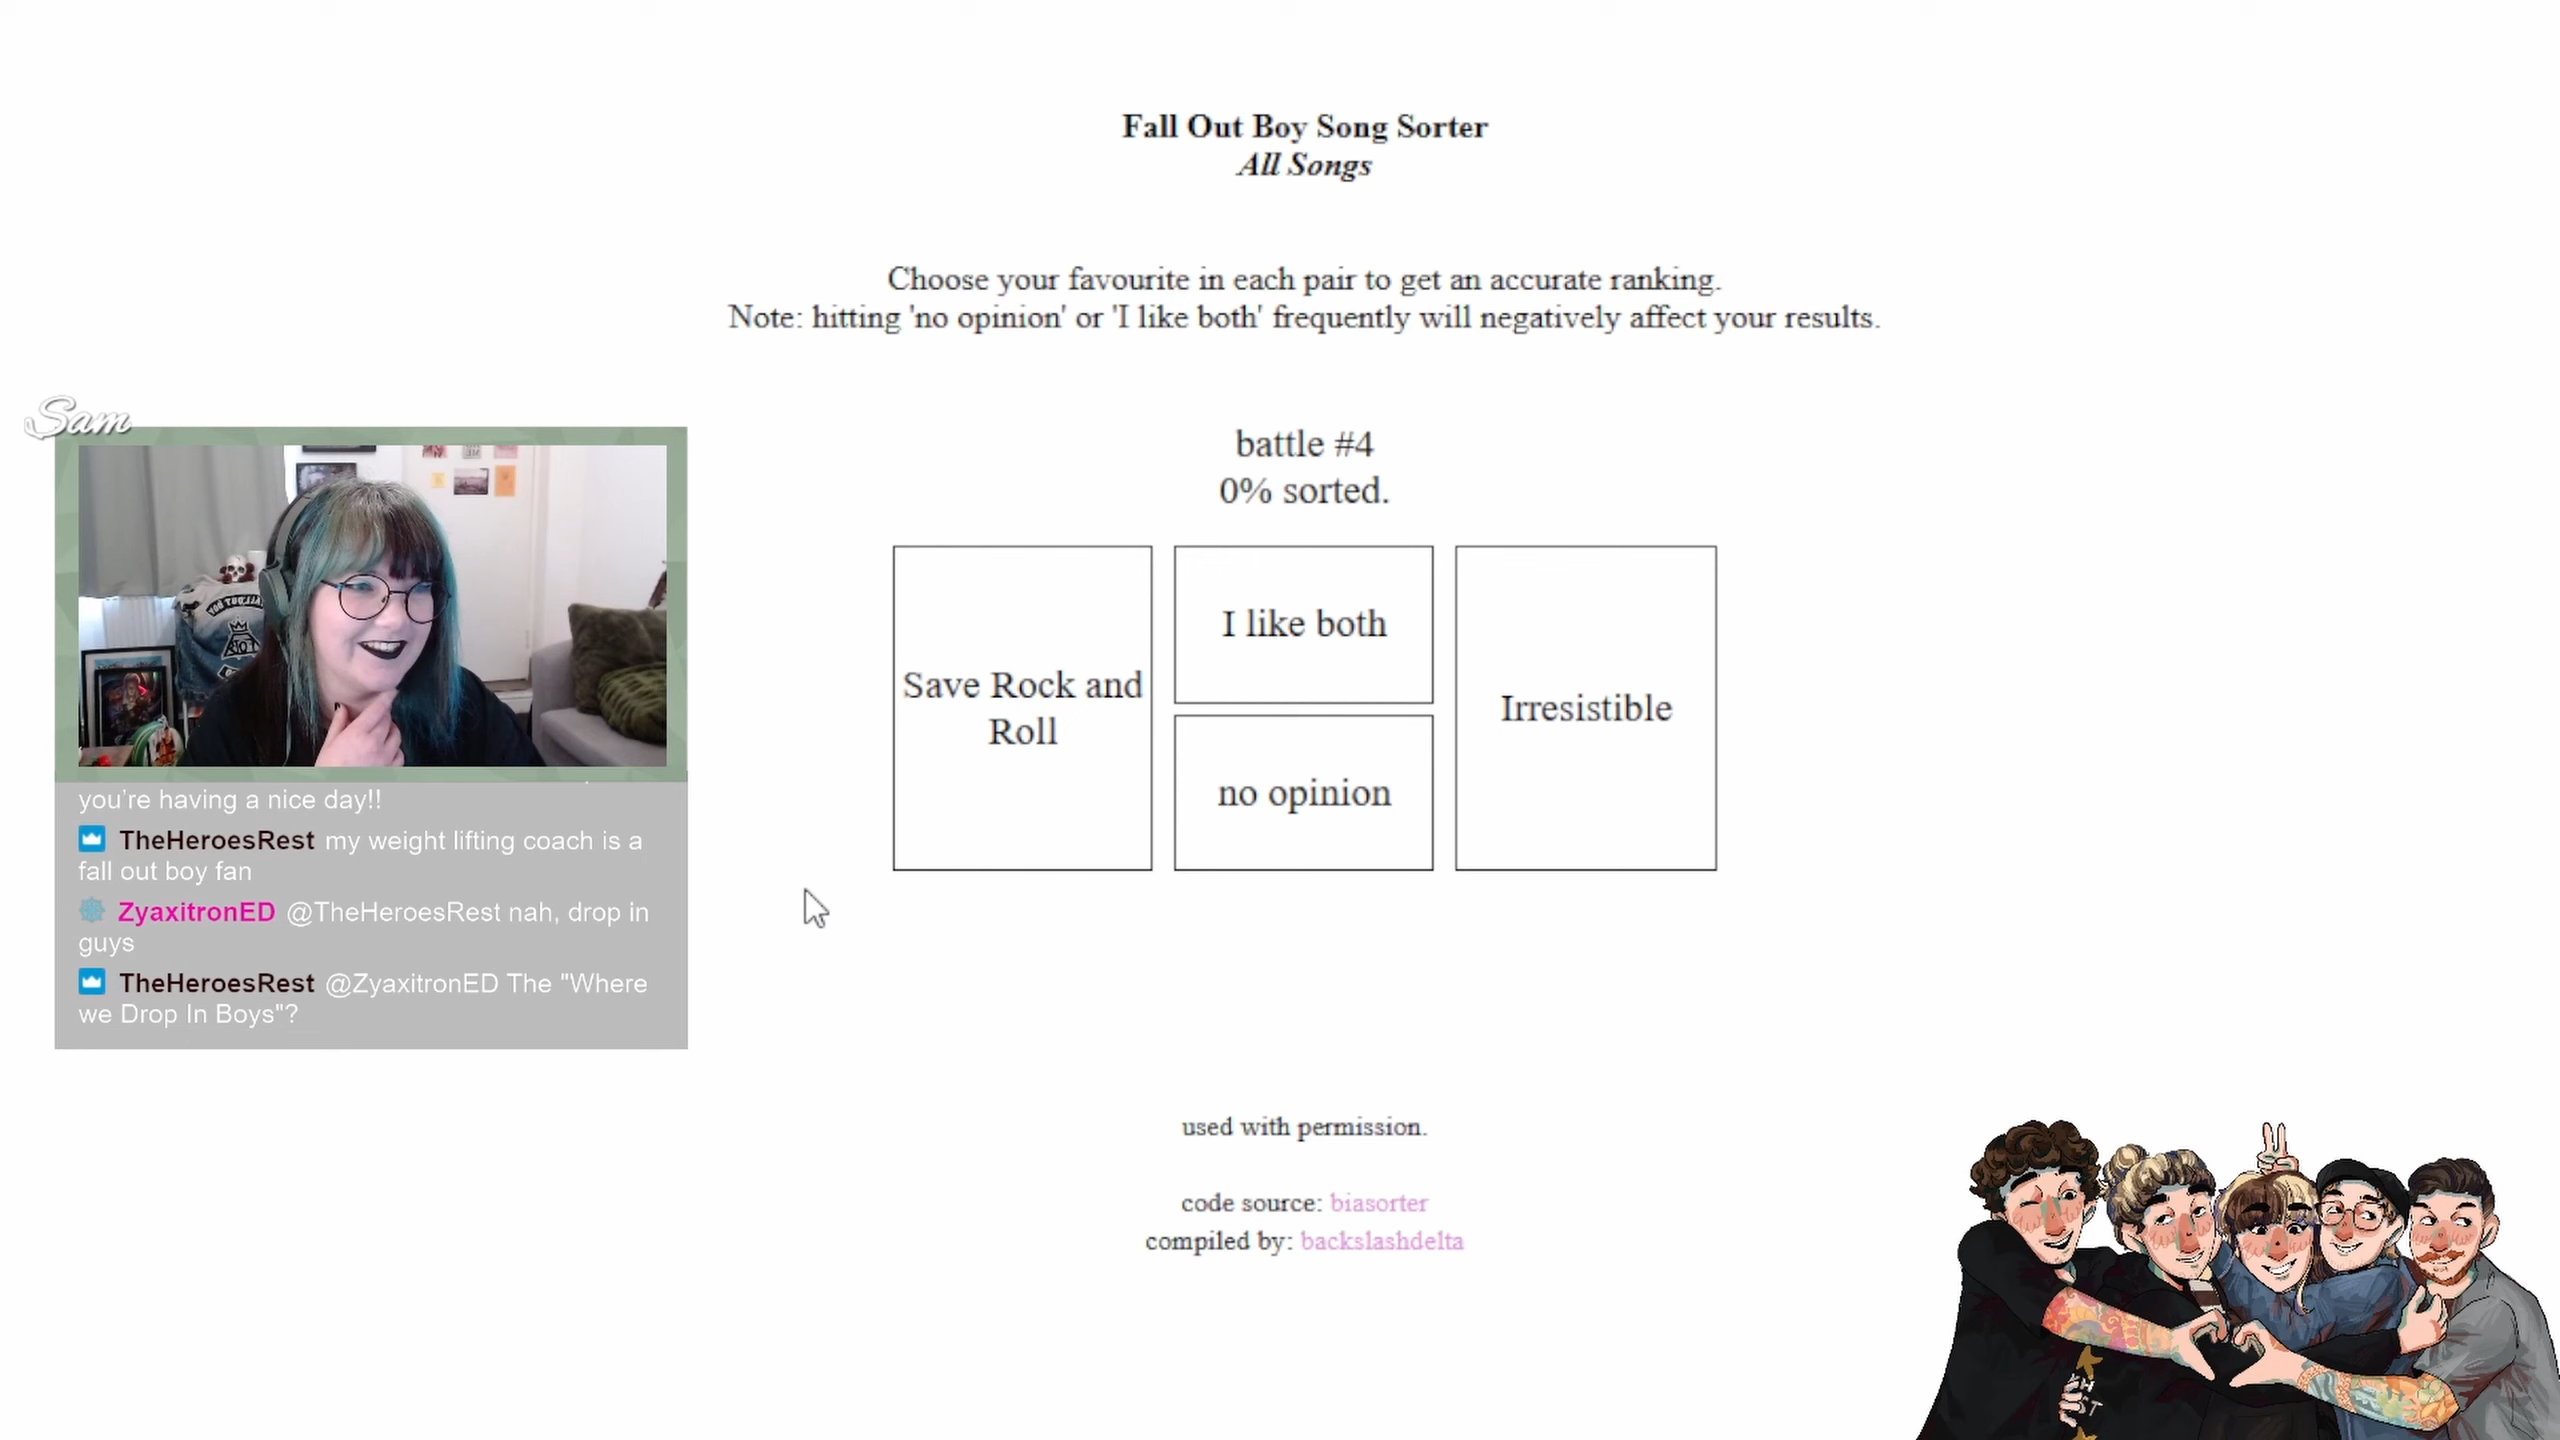 Fall Out Boy Song Sorter
All Songs
Choose your favourite in each pair to get an accurate ranking.
Note: hitting 'no opinion' or 'I like both' frequently will negatively affect your results.
Sam
battle #4
0% sorted.
Save Rock and
Roll
I like both
no opinion
Irresistible
you're having a nice day!!
TheHeroesRest my weight lifting coach is a
fall out boy fan
ZyaxitronED @TheHeroesRest nah, drop in
guys
TheHeroesRest @ZyaxitronED The "Where
we Drop In Boys"?
used with permission.
code source: biasorter
compiled by: backslashdelta